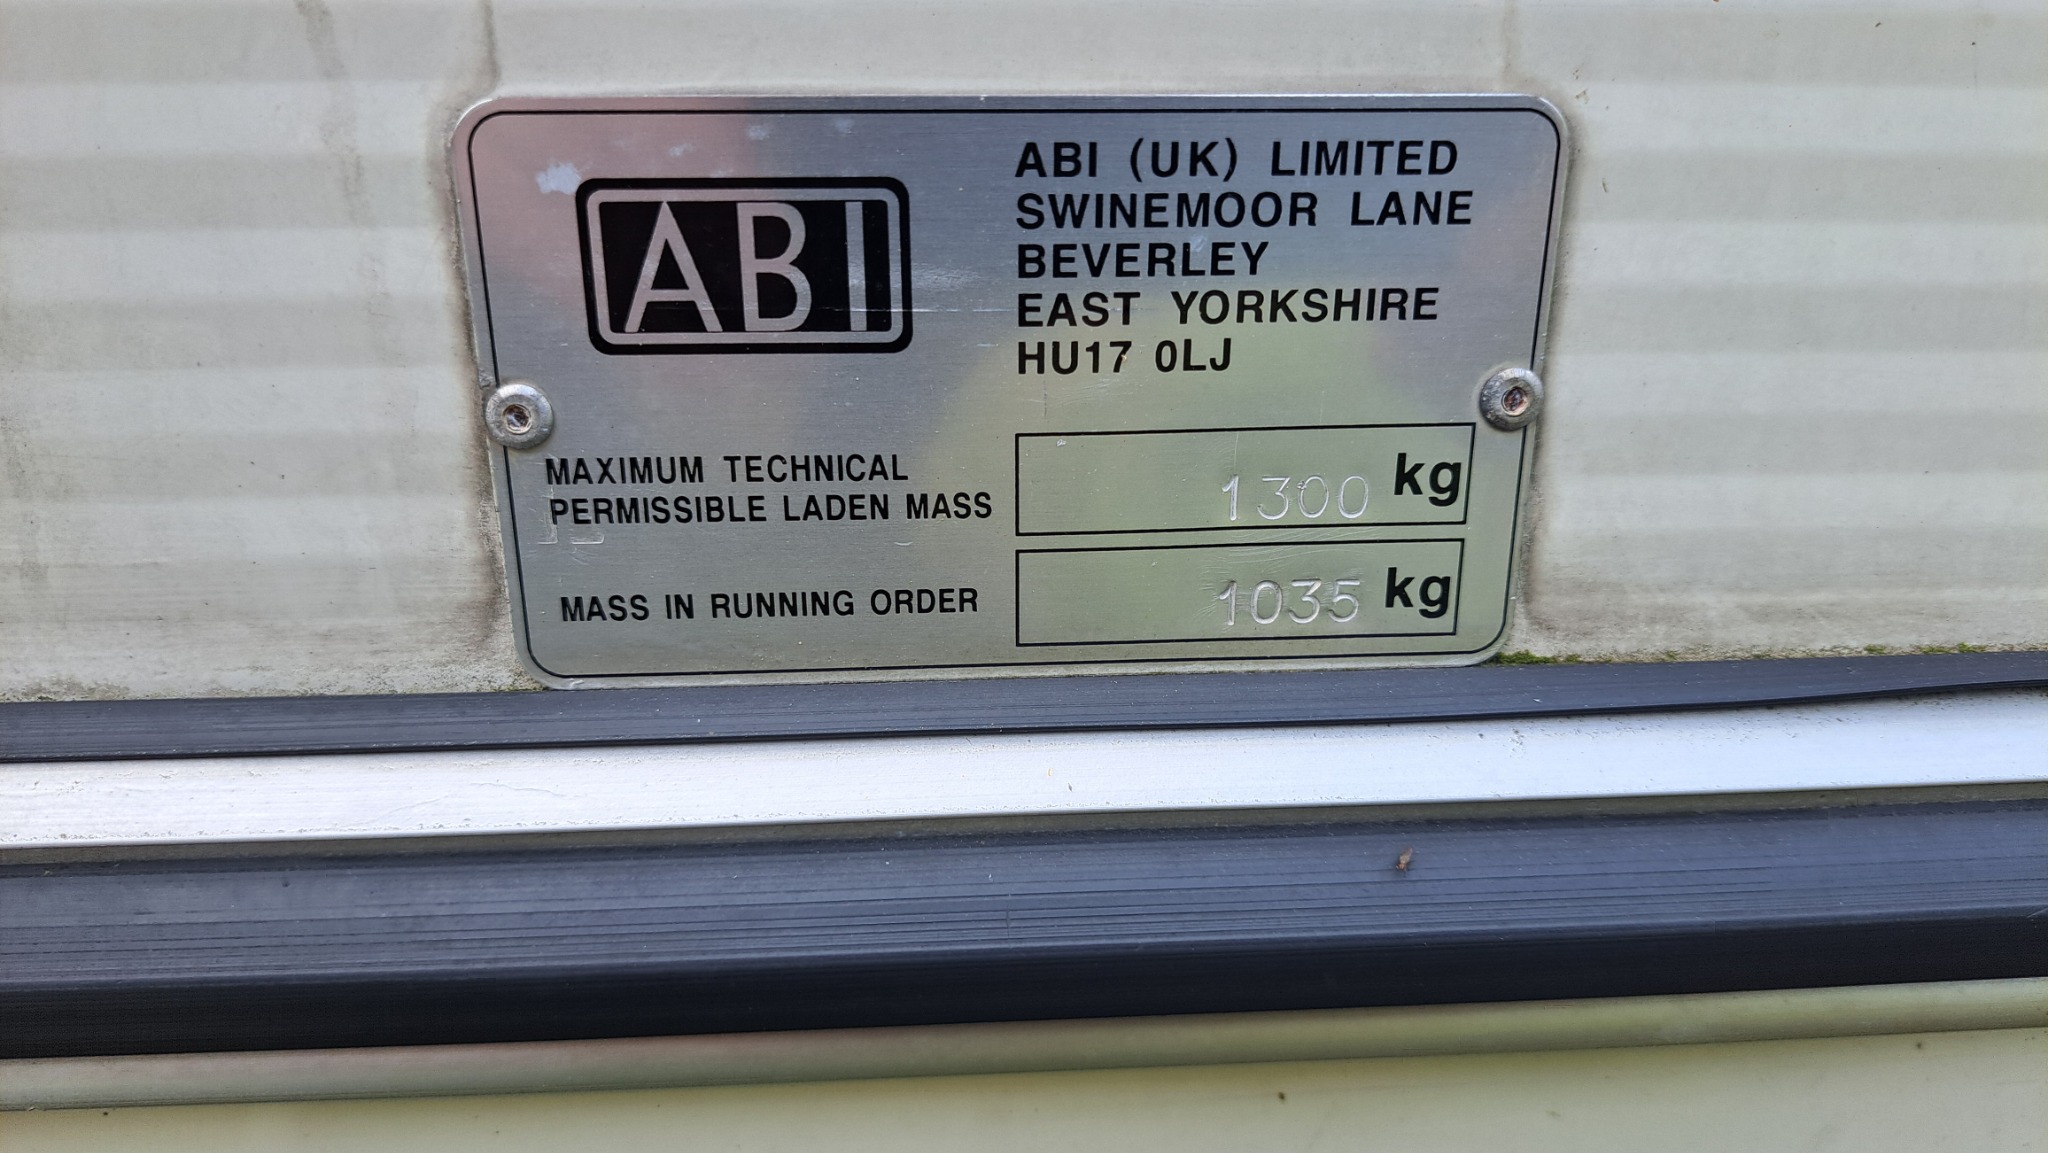 ABI
ABI (UK) LIMITED
SWINEMOOR LANE
BEVERLEY
EAST YORKSHIRE
HU17 0LJ
MAXIMUM TECHNICAL
PERMISSIBLE LADEN MASS
1300 kg
MASS IN RUNNING ORDER
1035 kg